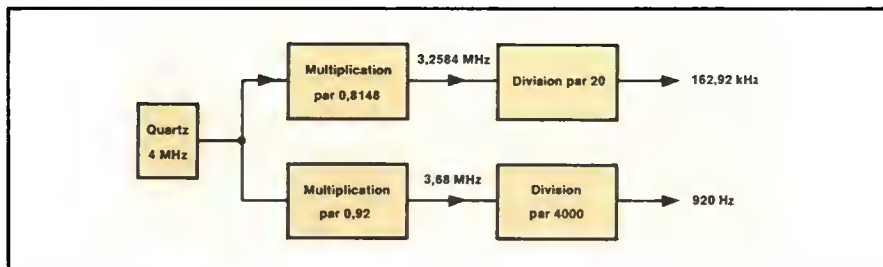 Quartz
4 MHz
Multiplication
par 0,8148
3,2584 MHz
Division par 20
162,92 kHz
Multiplication
par 0,92
3,68 MHz
Division
par 4000
920 Hz